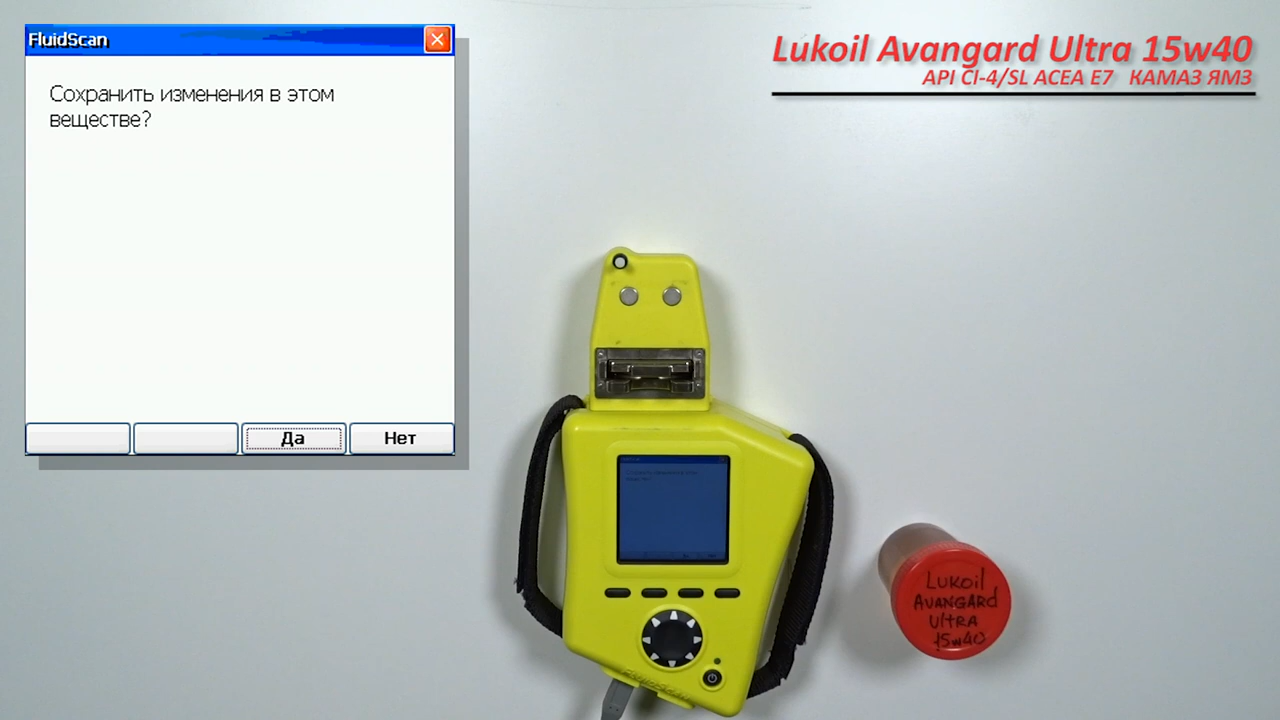 FluidScan
Сохранить изменения в этом
веществе?
Да
Нет
Lukoil Avangard Ultra 15w40
API CI-4/SL ACEA E7 КАМАЗ ЯМЗ
LUKOil
AVANGARd
UltRA
15w40